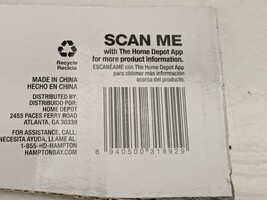 Recycle
Recicle
MADE IN CHINA
HECHO EN CHINA
DISTRIBUTED BY:
DISTRIBUIDO POR:
HOME DEPOT
2455 PACES FERRY ROAD
ATLANTA, GA 30339
FOR ASSISTANCE, CALL:
NECESITA AYUDA, LLAME AL:
1-855-HD-HAMPTON
HAMPTONBAY.COM
SCAN ME
with The Home Depot App
for more product information.
ESCANÉAME con The Home Depot App
para obtener más información
acerca del producto.
6 940500 318929